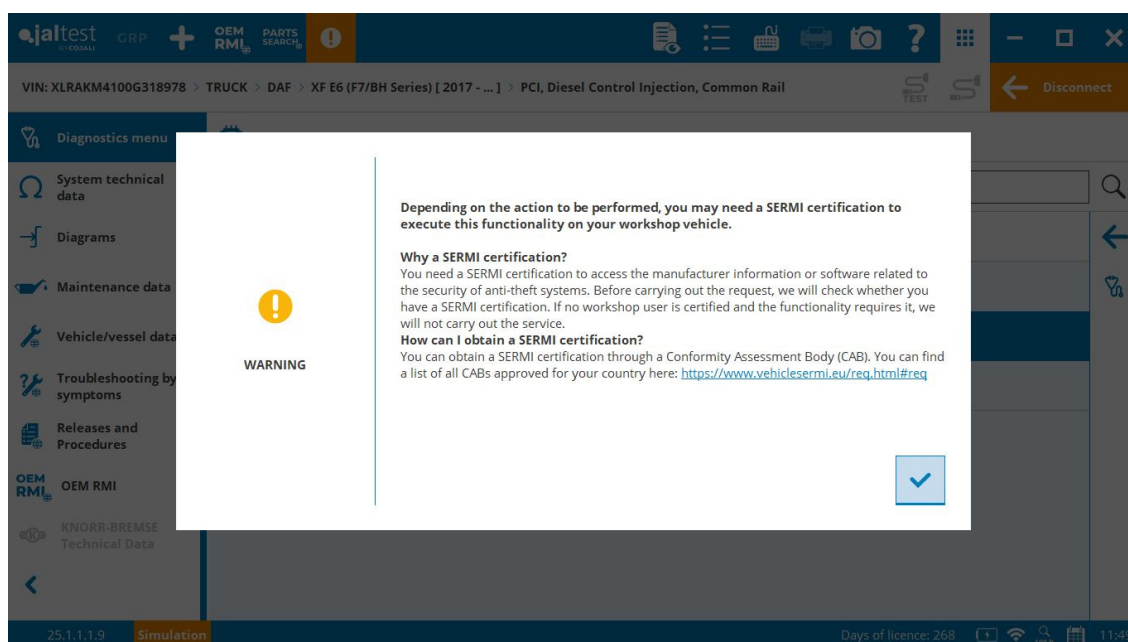 jaltest GRP OEM RMI PARTS SEARCH
BY COJALI
VIN: XLRAKM4100G318978 > TRUCK > DAF > XF E6 (F7/BH Series) [ 2017 - ... ] > PCI, Diesel Control Injection, Common Rail
TEST
Disconnect
Diagnostics menu
System technical
data
Diagrams
Maintenance data
Vehicle/vessel data
Troubleshooting by
symptoms
Releases and
Procedures
OEM RMI OEM RMI
KNORR-BREMSE
Technical Data
WARNING
Depending on the action to be performed, you may need a SERMI certification to
execute this functionality on your workshop vehicle.
Why a SERMI certification?
You need a SERMI certification to access the manufacturer information or software related to
the security of anti-theft systems. Before carrying out the request, we will check whether you
have a SERMI certification. If no workshop user is certified and the functionality requires it, we
will not carry out the service.
How can I obtain a SERMI certification?
You can obtain a SERMI certification through a Conformity Assessment Body (CAB). You can find
a list of all CABs approved for your country here: https://www.vehiclesermi.eu/req.html#req
25.1.1.1.9 Simulation Days of licence: 268